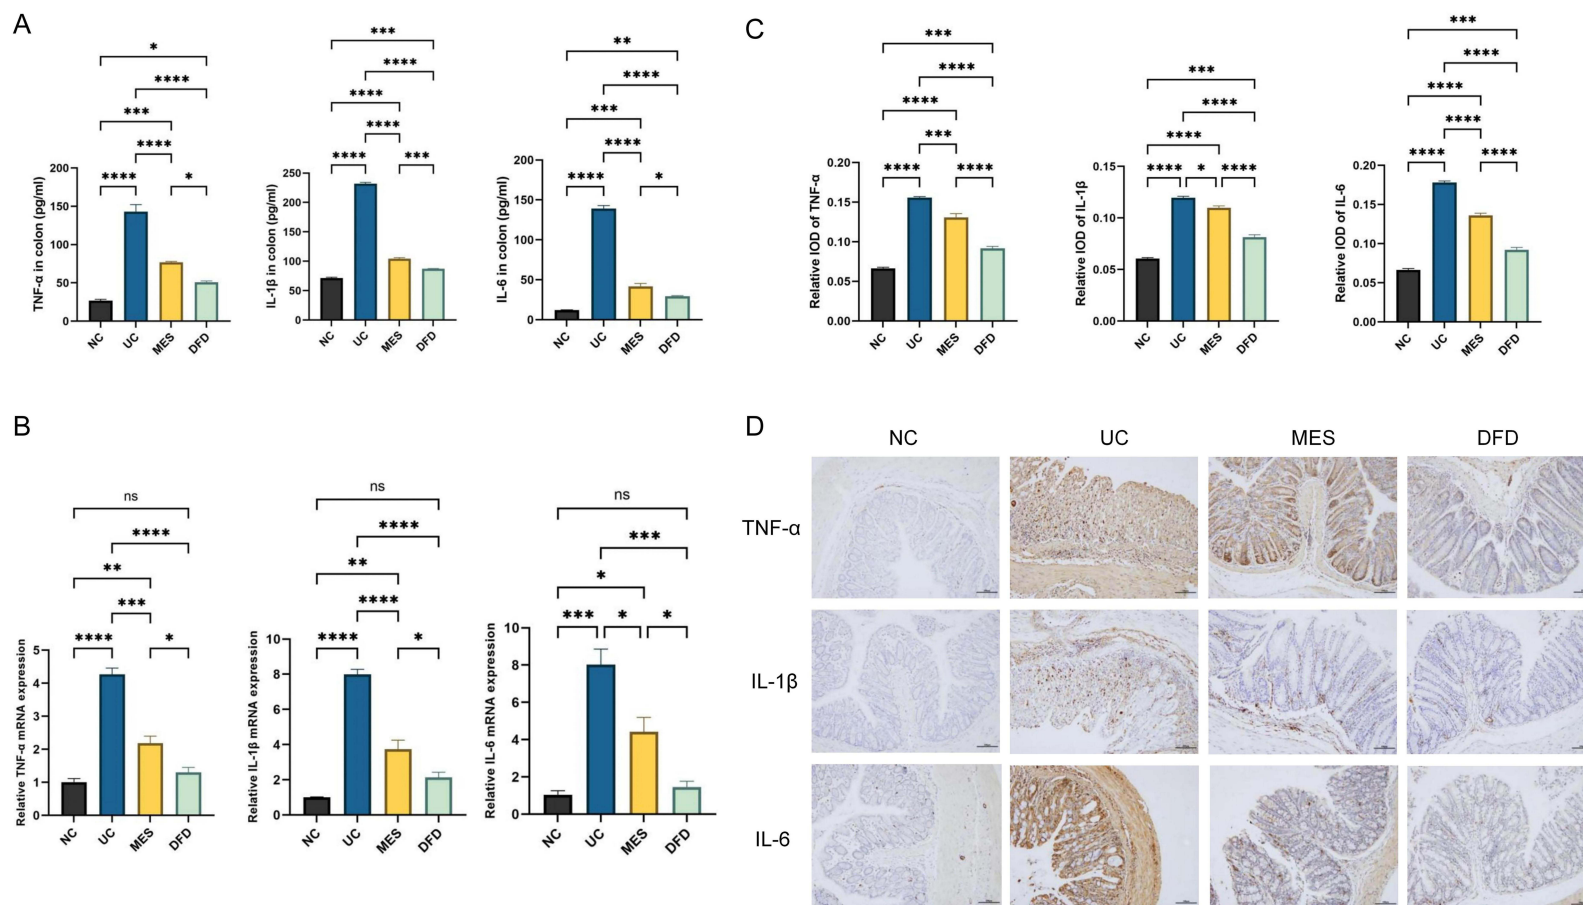 A
*
****
***
****
****
*
TNF-α in colon (pg/ml)
200
150
100
50
0
NC
UC
MES
DFD
***
****
****
****
****
***
IL-1β in colon (pg/ml)
250
200
150
100
50
0
NC
UC
MES
DFD
**
****
***
****
****
*
IL-6 in colon (pg/ml)
200
150
100
50
0
NC
UC
MES
DFD
C
***
****
****
***
****
****
Relative IOD of TNF-α
0.20
0.15
0.10
0.05
0.00
NC
UC
MES
DFD
***
****
****
****
*
****
Relative IOD of IL-1β
0.15
0.10
0.05
0.00
NC
UC
MES
DFD
***
****
****
****
****
****
Relative IOD of IL-6
0.20
0.15
0.10
0.05
0.00
NC
UC
MES
DFD
B
ns
****
**
***
****
*
Relative TNF-α mRNA expression
5
4
3
2
1
0
NC
UC
MES
DFD
ns
****
**
****
****
*
Relative IL-1β mRNA expression
10
8
6
4
2
0
NC
UC
MES
DFD
ns
***
*
***
*
*
Relative IL-6 mRNA expression
10
8
6
4
2
0
NC
UC
MES
DFD
D
NC
UC
MES
DFD
TNF-α
IL-1β
IL-6